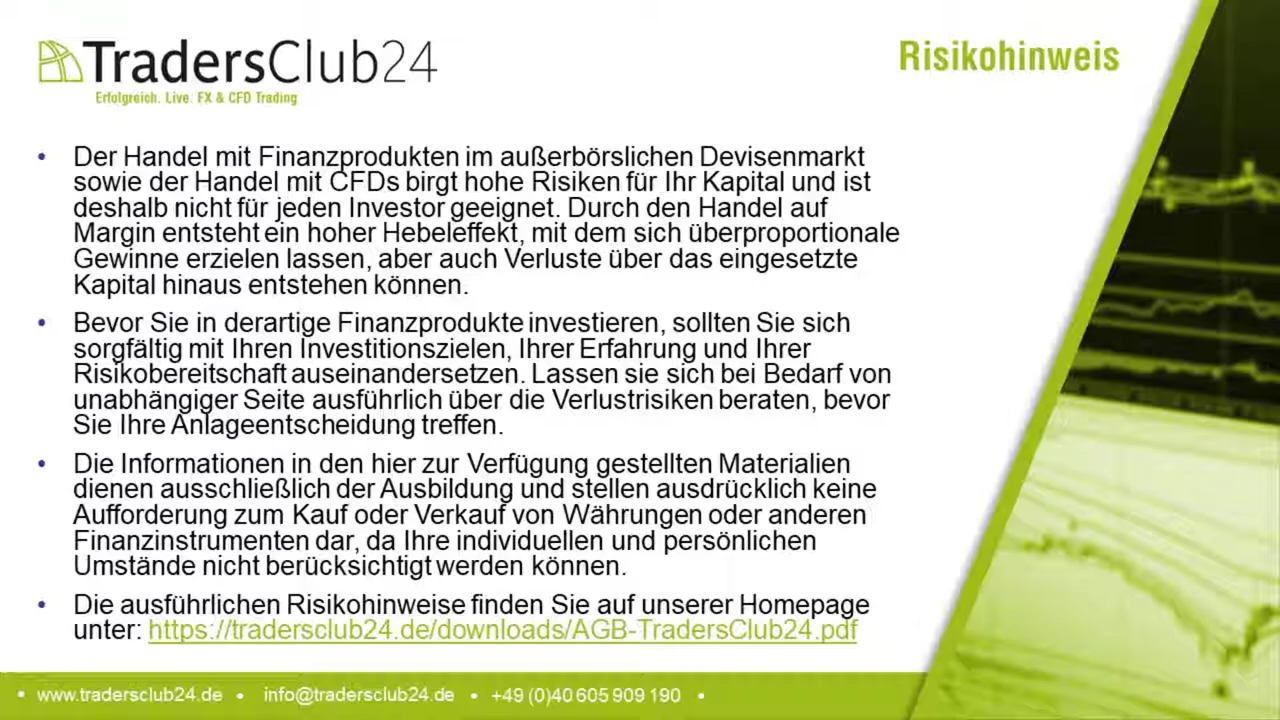 TradersClub24
Erfolgreich. Live. FX & CFD Trading
Risikohinweis
• Der Handel mit Finanzprodukten im außerbörslichen Devisenmarkt
sowie der Handel mit CFDs birgt hohe Risiken für Ihr Kapital und ist
deshalb nicht für jeden Investor geeignet. Durch den Handel auf
Margin entsteht ein hoher Hebeleffekt, mit dem sich überproportionale
Gewinne erzielen lassen, aber auch Verluste über das eingesetzte
Kapital hinaus entstehen können.
• Bevor Sie in derartige Finanzprodukte investieren, sollten Sie sich
sorgfältig mit Ihren Investitionszielen, Ihrer Erfahrung und Ihrer
Risikobereitschaft auseinandersetzen. Lassen sie sich bei Bedarf von
unabhängiger Seite ausführlich über die Verlustrisiken beraten, bevor
Sie Ihre Anlageentscheidung treffen.
• Die Informationen in den hier zur Verfügung gestellten Materialien
dienen ausschließlich der Ausbildung und stellen ausdrücklich keine
Aufforderung zum Kauf oder Verkauf von Währungen oder anderen
Finanzinstrumenten dar, da Ihre individuellen und persönlichen
Umstände nicht berücksichtigt werden können.
• Die ausführlichen Risikohinweise finden Sie auf unserer Homepage
unter: https://tradersclub24.de/downloads/AGB-TradersClub24.pdf
• www.tradersclub24.de • info@tradersclub24.de • +49 (0)40 605 909 190 •